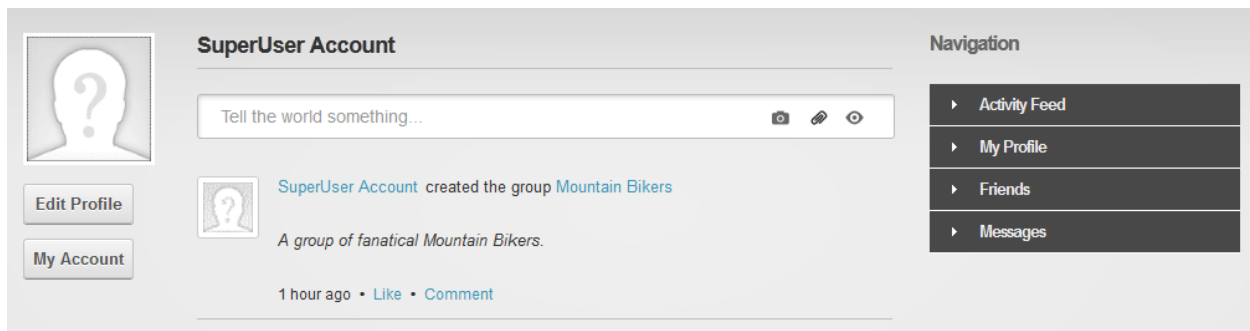 SuperUser Account
Tell the world something...
SuperUser Account created the group Mountain Bikers
A group of fanatical Mountain Bikers.
1 hour ago • Like • Comment
Edit Profile
My Account
Navigation
Activity Feed
My Profile
Friends
Messages